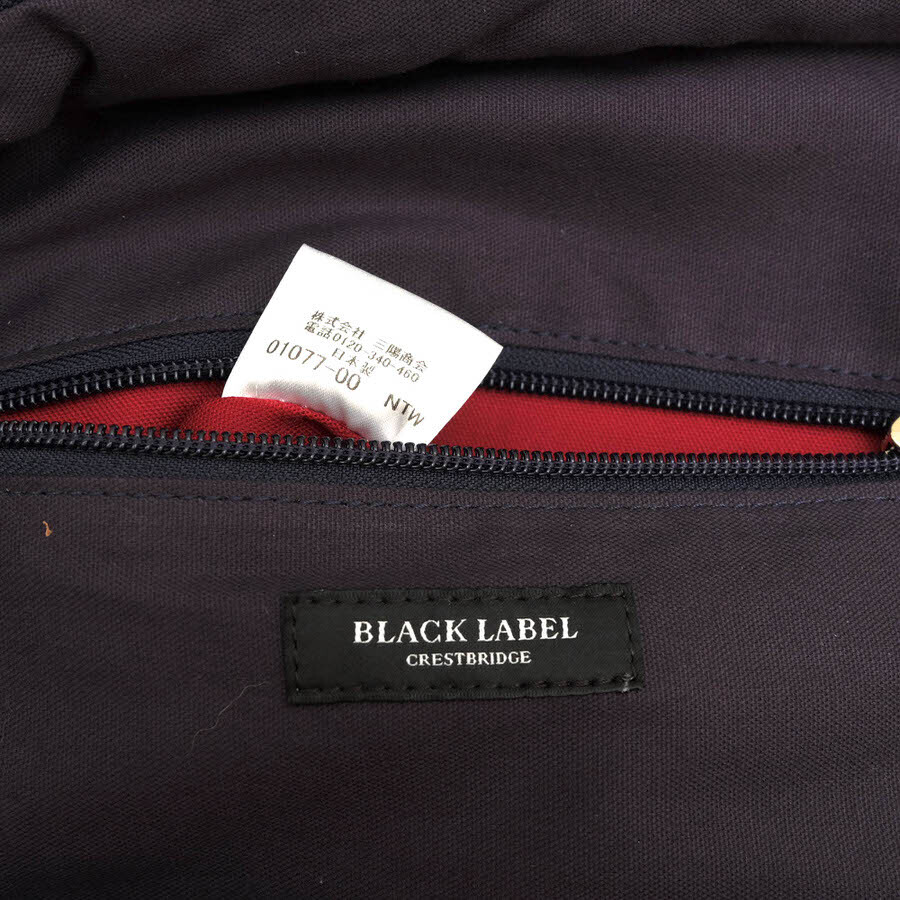 株式会社 三陽商会
電話0120-340-460
日本製
01077-00
NTW
BLACK LABEL
CRESTBRIDGE